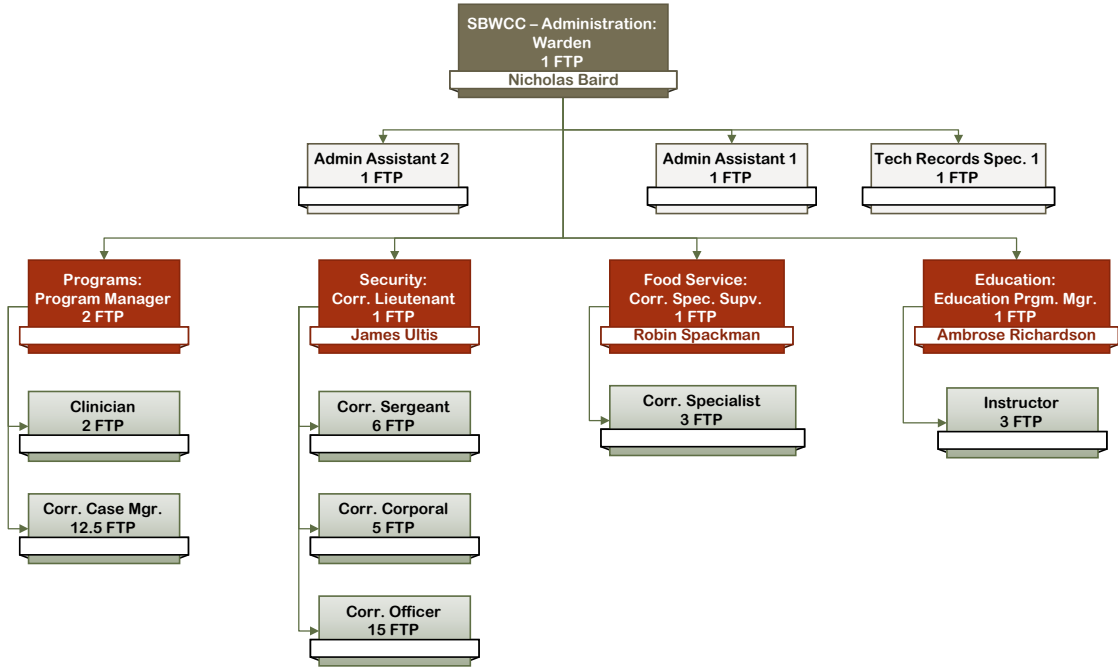 SBWCC – Administration:
Warden
1 FTP
Nicholas Baird
Admin Assistant 2
1 FTP
Admin Assistant 1
1 FTP
Tech Records Spec. 1
1 FTP
Programs:
Program Manager
2 FTP
Security:
Corr. Lieutenant
1 FTP
James Ultis
Food Service:
Corr. Spec. Supv.
1 FTP
Robin Spackman
Education:
Education Prgm. Mgr.
1 FTP
Ambrose Richardson
Clinician
2 FTP
Corr. Sergeant
6 FTP
Corr. Specialist
3 FTP
Instructor
3 FTP
Corr. Case Mgr.
12.5 FTP
Corr. Corporal
5 FTP
Corr. Officer
15 FTP